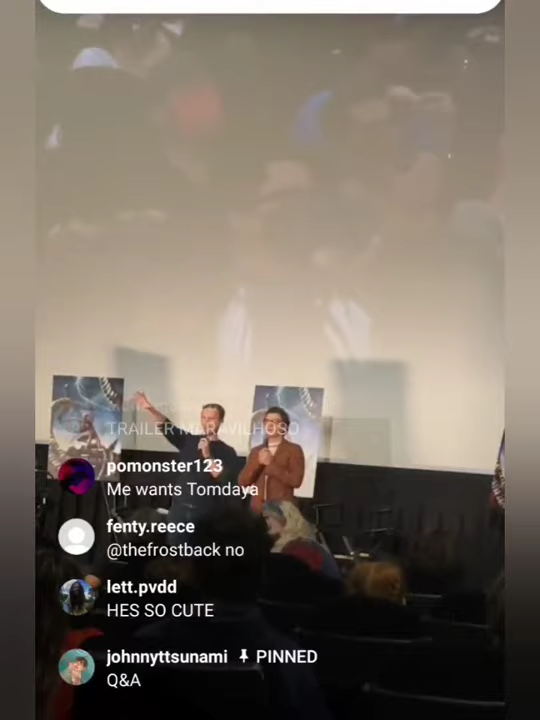 TRAILER MARAVILHOSO
pomonster123
Me wants Tomdaya
fenty.reece
@thefrostback no
lett.pvdd
HES SO CUTE
johnnyttsunami PINNED
Q&A